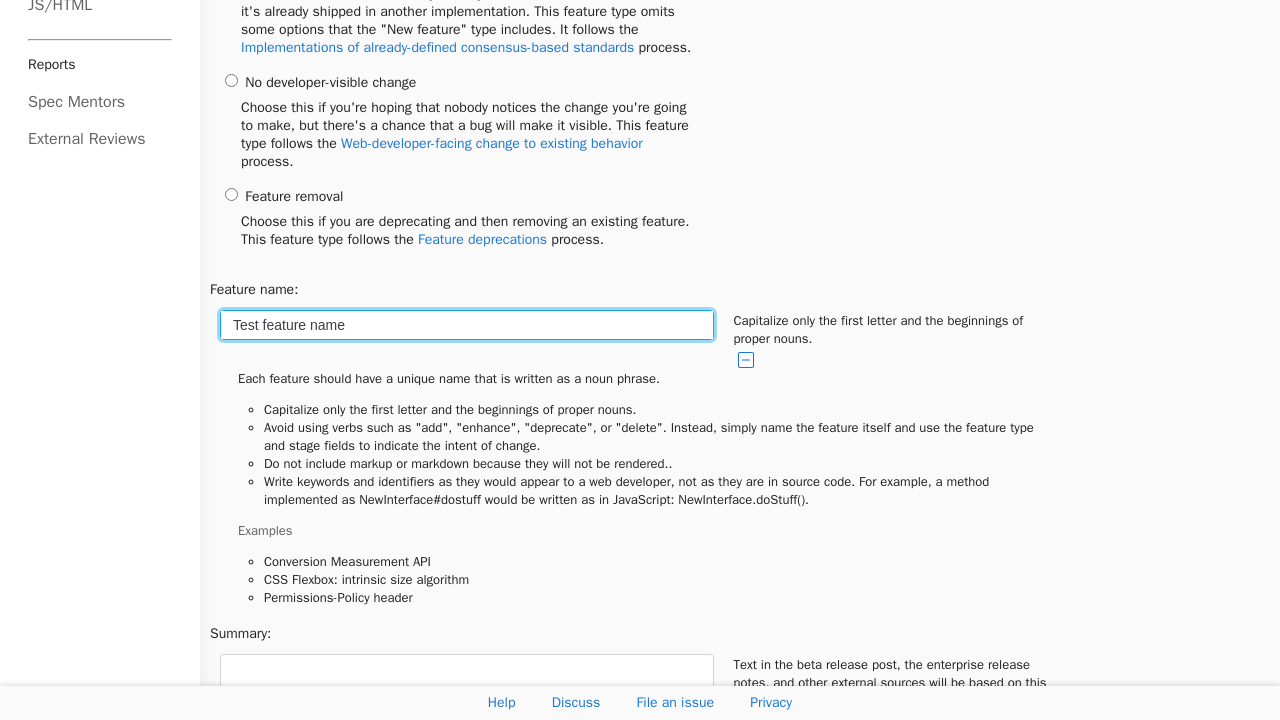 JS/HTML
Reports
Spec Mentors
External Reviews
it's already shipped in another implementation. This feature type omits
some options that the "New feature" type includes. It follows the
Implementations of already-defined consensus-based standards process.
No developer-visible change
Choose this if you're hoping that nobody notices the change you're going
to make, but there's a chance that a bug will make it visible. This feature
type follows the Web-developer-facing change to existing behavior
process.
Feature removal
Choose this if you are deprecating and then removing an existing feature.
This feature type follows the Feature deprecations process.
Feature name:
Test feature name
Capitalize only the first letter and the beginnings of
proper nouns.
Each feature should have a unique name that is written as a noun phrase.
Capitalize only the first letter and the beginnings of proper nouns.
Avoid using verbs such as "add", "enhance", "deprecate", or "delete". Instead, simply name the feature itself and use the feature type
and stage fields to indicate the intent of change.
Do not include markup or markdown because they will not be rendered..
Write keywords and identifiers as they would appear to a web developer, not as they are in source code. For example, a method
implemented as NewInterface#dostuff would be written as in JavaScript: NewInterface.doStuff().
Examples
Conversion Measurement API
CSS Flexbox: intrinsic size algorithm
Permissions-Policy header
Summary:
Text in the beta release post, the enterprise release
notes, and other external sources will be based on this
Help
Discuss
File an issue
Privacy